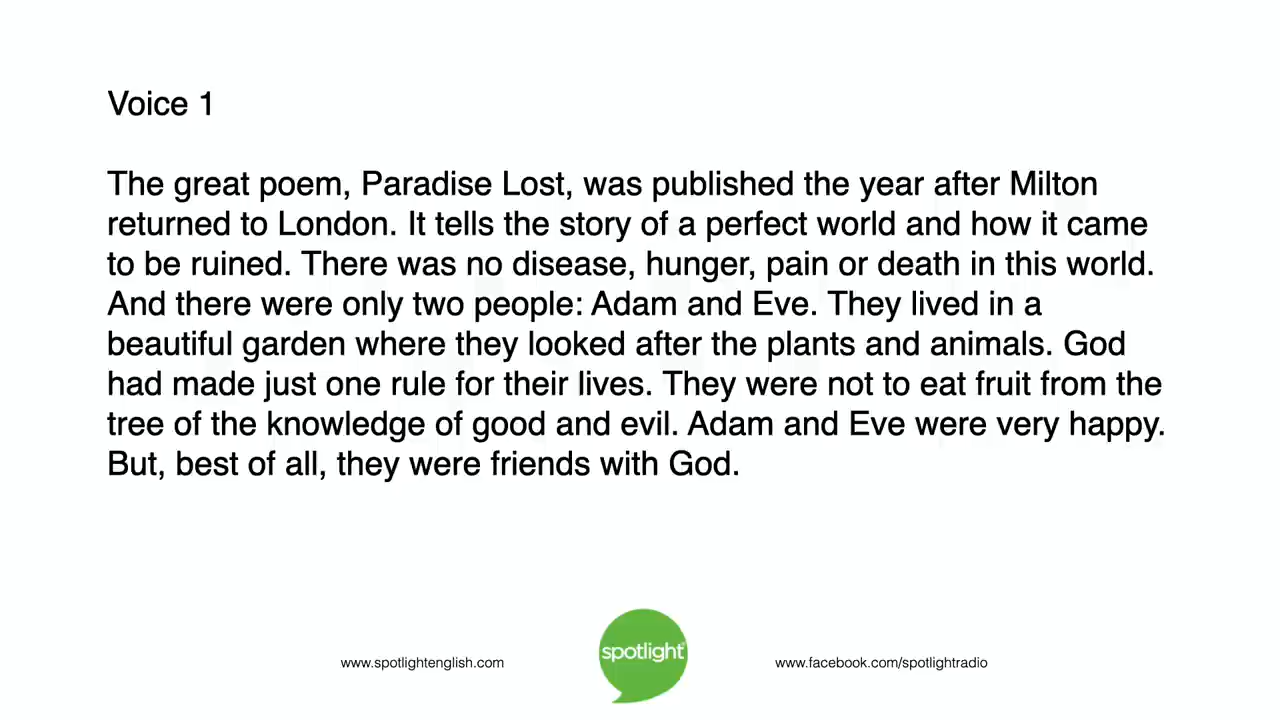 Voice 1
The great poem, Paradise Lost, was published the year after Milton
returned to London. It tells the story of a perfect world and how it came
to be ruined. There was no disease, hunger, pain or death in this world.
And there were only two people: Adam and Eve. They lived in a
beautiful garden where they looked after the plants and animals. God
had made just one rule for their lives. They were not to eat fruit from the
tree of the knowledge of good and evil. Adam and Eve were very happy.
But, best of all, they were friends with God.
www.spotlightenglish.com
spotlight®
www.facebook.com/spotlightradio